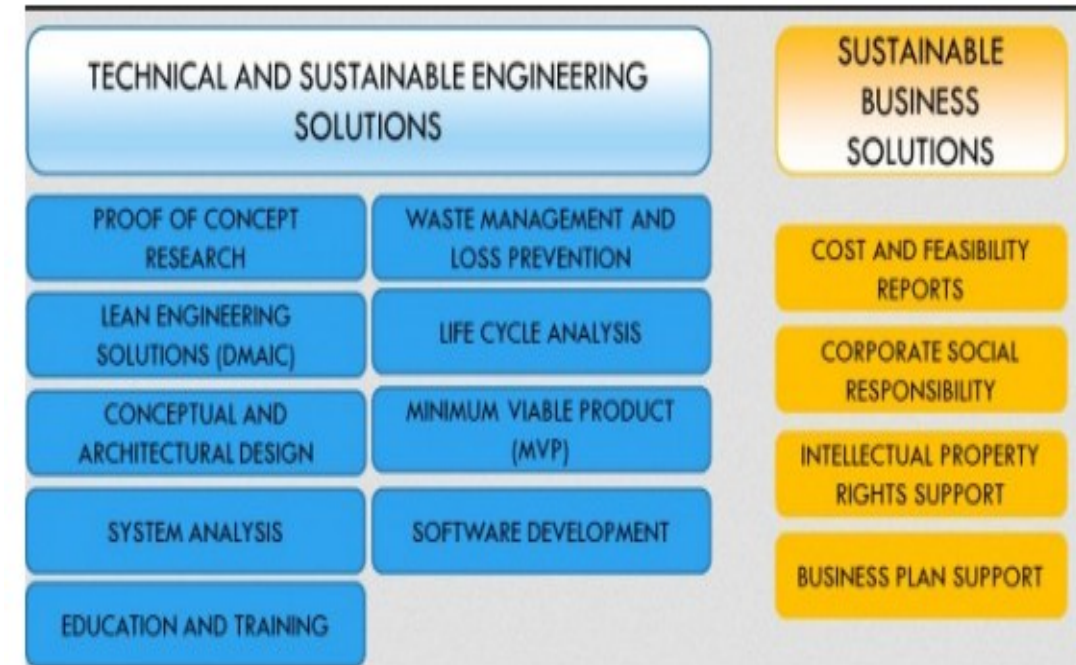 TECHNICAL AND SUSTAINABLE ENGINEERING
SOLUTIONS
PROOF OF CONCEPT
RESEARCH
LEAN ENGINEERING
SOLUTIONS (DMAIC)
CONCEPTUAL AND
ARCHITECTURAL DESIGN
SYSTEM ANALYSIS
EDUCATION AND TRAINING
WASTE MANAGEMENT AND
LOSS PREVENTION
LIFE CYCLE ANALYSIS
MINIMUM VIABLE PRODUCT
(MVP)
SOFTWARE DEVELOPMENT
SUSTAINABLE
BUSINESS
SOLUTIONS
COST AND FEASIBILITY
REPORTS
CORPORATE SOCIAL
RESPONSIBILITY
INTELLECTUAL PROPERTY
RIGHTS SUPPORT
BUSINESS PLAN SUPPORT